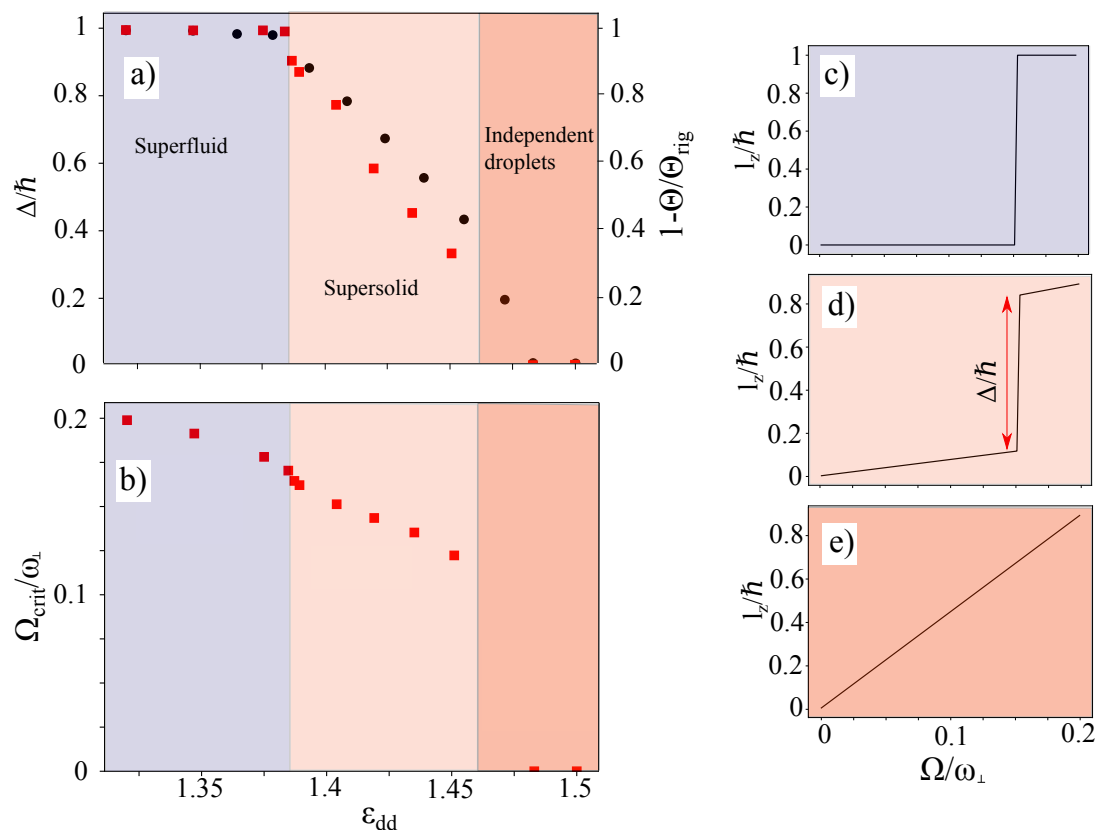 a)
1
0.8
0.6
0.4
0.2
0
Δ/ħ
Superfluid
Supersolid
Independent
droplets
1
0.8
0.6
0.4
0.2
0
1-Θ/Θrig
b)
0.2
0.1
0
Ωcrit/ω⊥
1.35
1.4
1.45
1.5
εdd
c)
1
0.8
0.6
0.4
0.2
0
lz/ħ
d)
0.8
0.6
0.4
0.2
0
lz/ħ
Δ/ħ
e)
0.8
0.6
0.4
0.2
0
lz/ħ
0
0.1
0.2
Ω/ω⊥